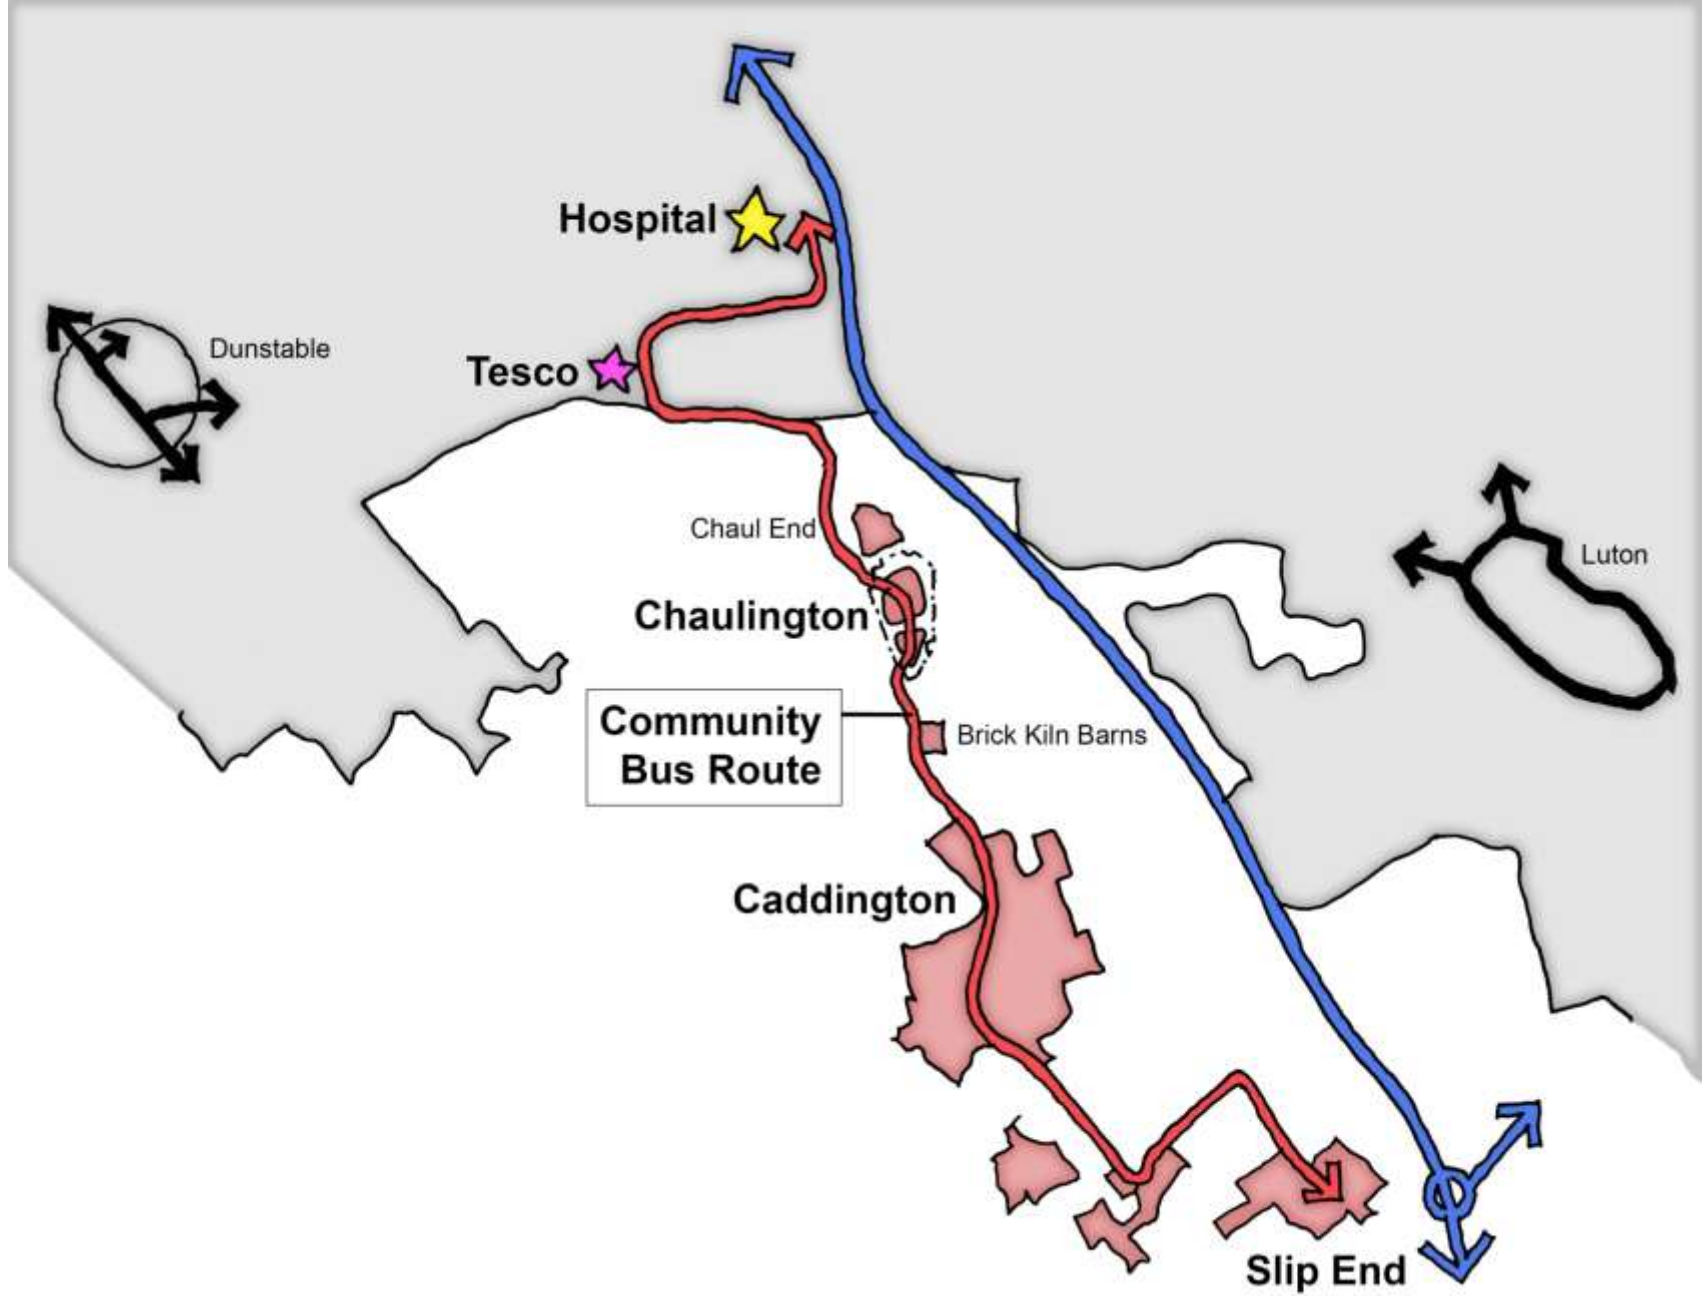 Hospital
Dunstable
Tesco
Chaul End
Luton
Chaulington
Community
Bus Route
Brick Kiln Barns
Caddington
Slip End